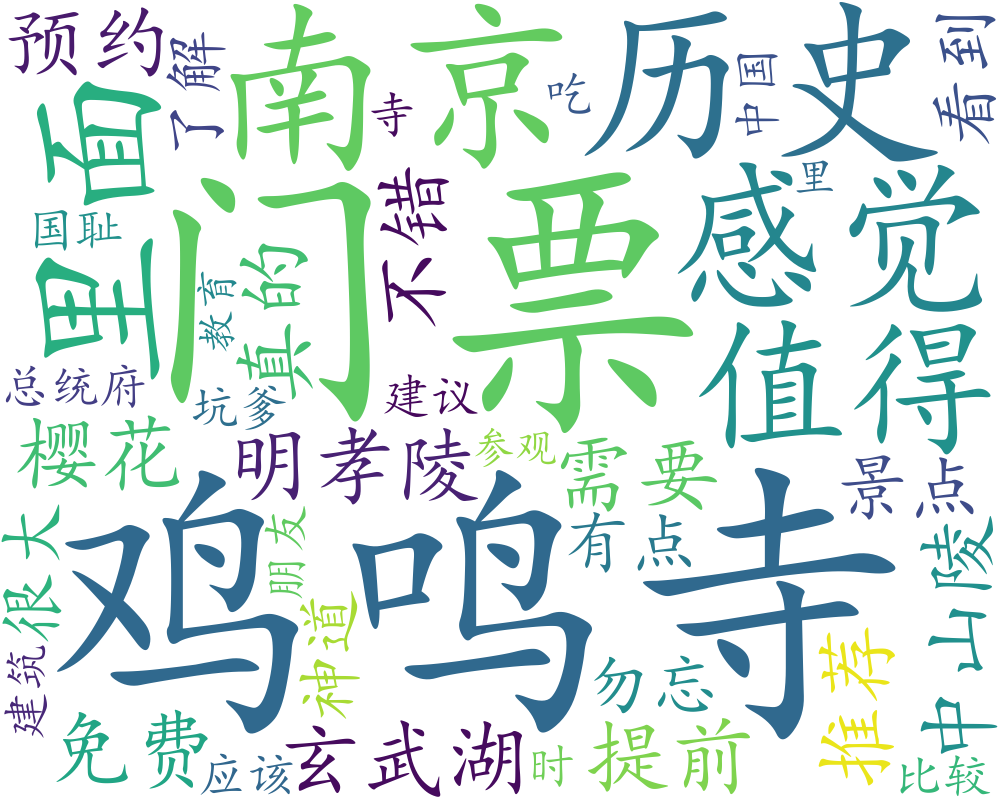 预约
了解
南京
寺
吃
历史
中国
看到
里面
国耻
门票
不错
真的
教育
感觉
里
值得
总统府
坑爹
建议
樱花
明孝陵
参观
需要
景点
很大
鸡鸣寺
朋友
有点
中山陵
建筑
神道
勿忘
推荐
免费
应该
玄武湖
时
提前
比较